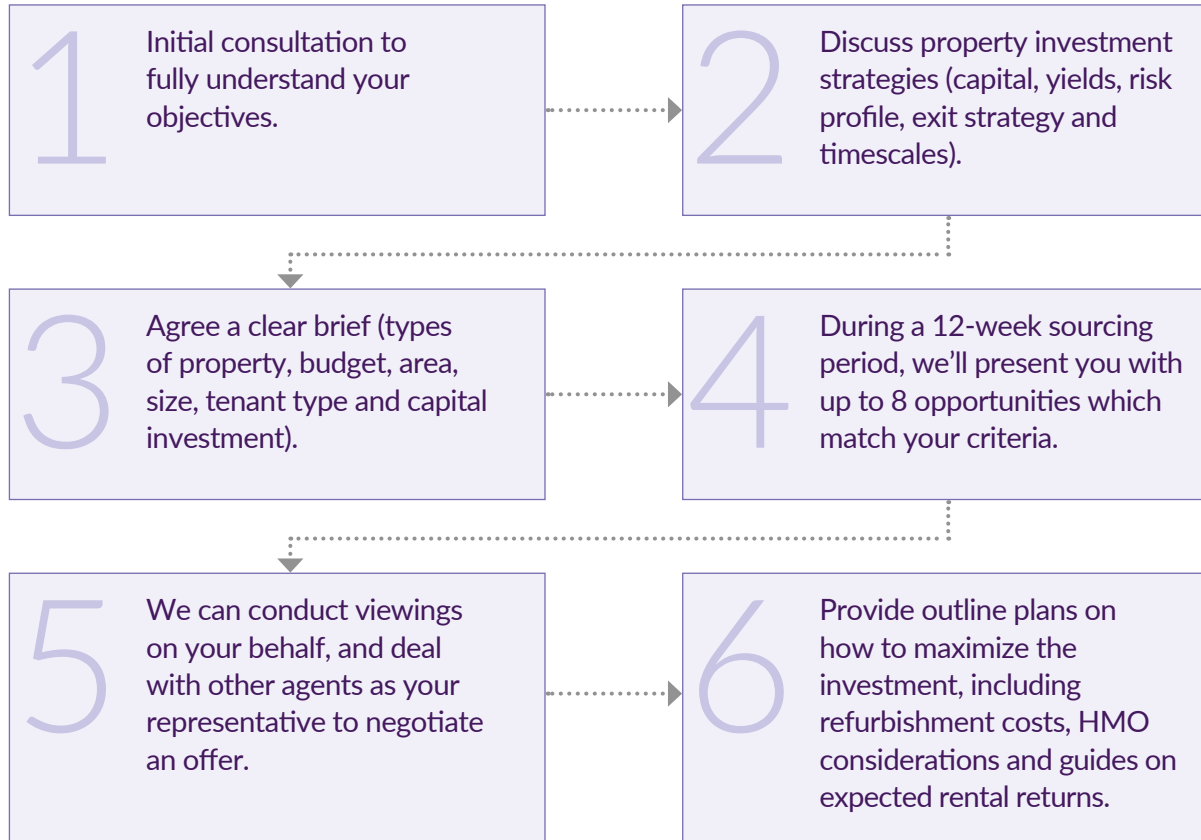 1
Initial consultation to
fully understand your
objectives.
2
Discuss property investment
strategies (capital, yields, risk
profile, exit strategy and
timescales).
3
Agree a clear brief (types
of property, budget, area,
size, tenant type and capital
investment).
4
During a 12-week sourcing
period, we’ll present you with
up to 8 opportunities which
match your criteria.
5
We can conduct viewings
on your behalf, and deal
with other agents as your
representative to negotiate
an offer.
6
Provide outline plans on
how to maximize the
investment, including
refurbishment costs, HMO
considerations and guides on
expected rental returns.